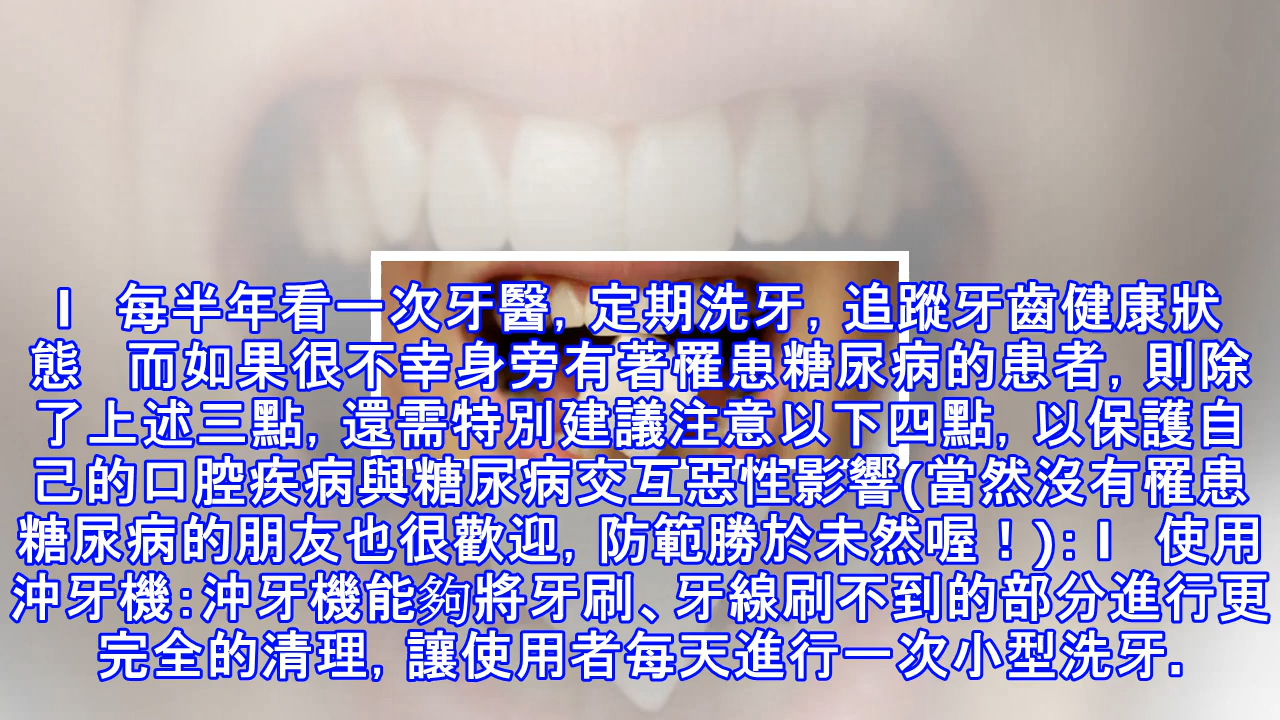 l 每半年看一次牙醫, 定期洗牙, 追蹤牙齒健康狀
態 而如果很不幸身旁有著罹患糖尿病的患者, 則除
了上述三點, 還需特別建議注意以下四點, 以保護自
己的口腔疾病與糖尿病交互惡性影響(當然沒有罹患
糖尿病的朋友也很歡迎, 防範勝於未然喔！):l 使用
沖牙機:沖牙機能夠將牙刷、牙線刷不到的部分進行更
完全的清理, 讓使用者每天進行一次小型洗牙.